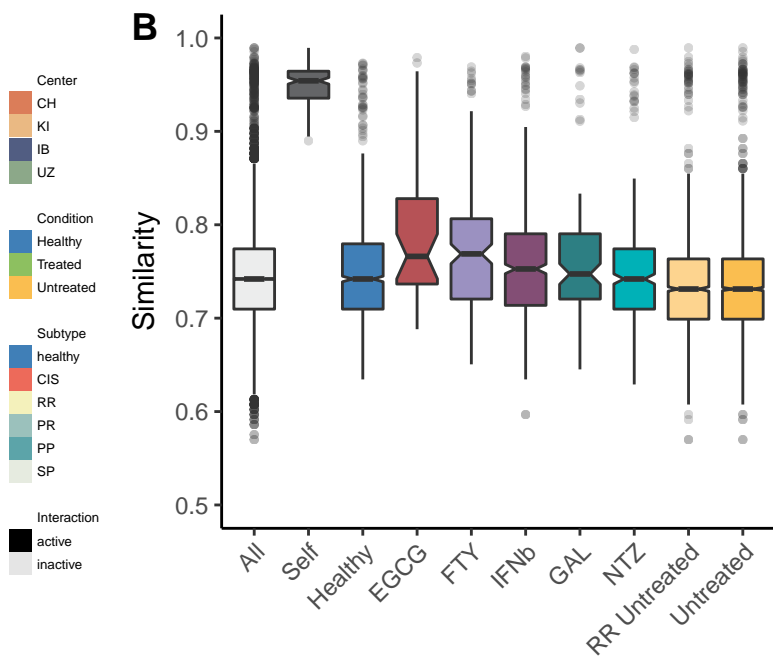 B
Center
CH
KI
IB
UZ
Condition
Healthy
Treated
Untreated
Subtype
healthy
CIS
RR
PR
PP
SP
Interaction
active
inactive
Similarity
1.0
0.9
0.8
0.7
0.6
0.5
All
Self
Healthy
EGCG
FTY
IFNb
GAL
NTZ
RR Untreated
Untreated